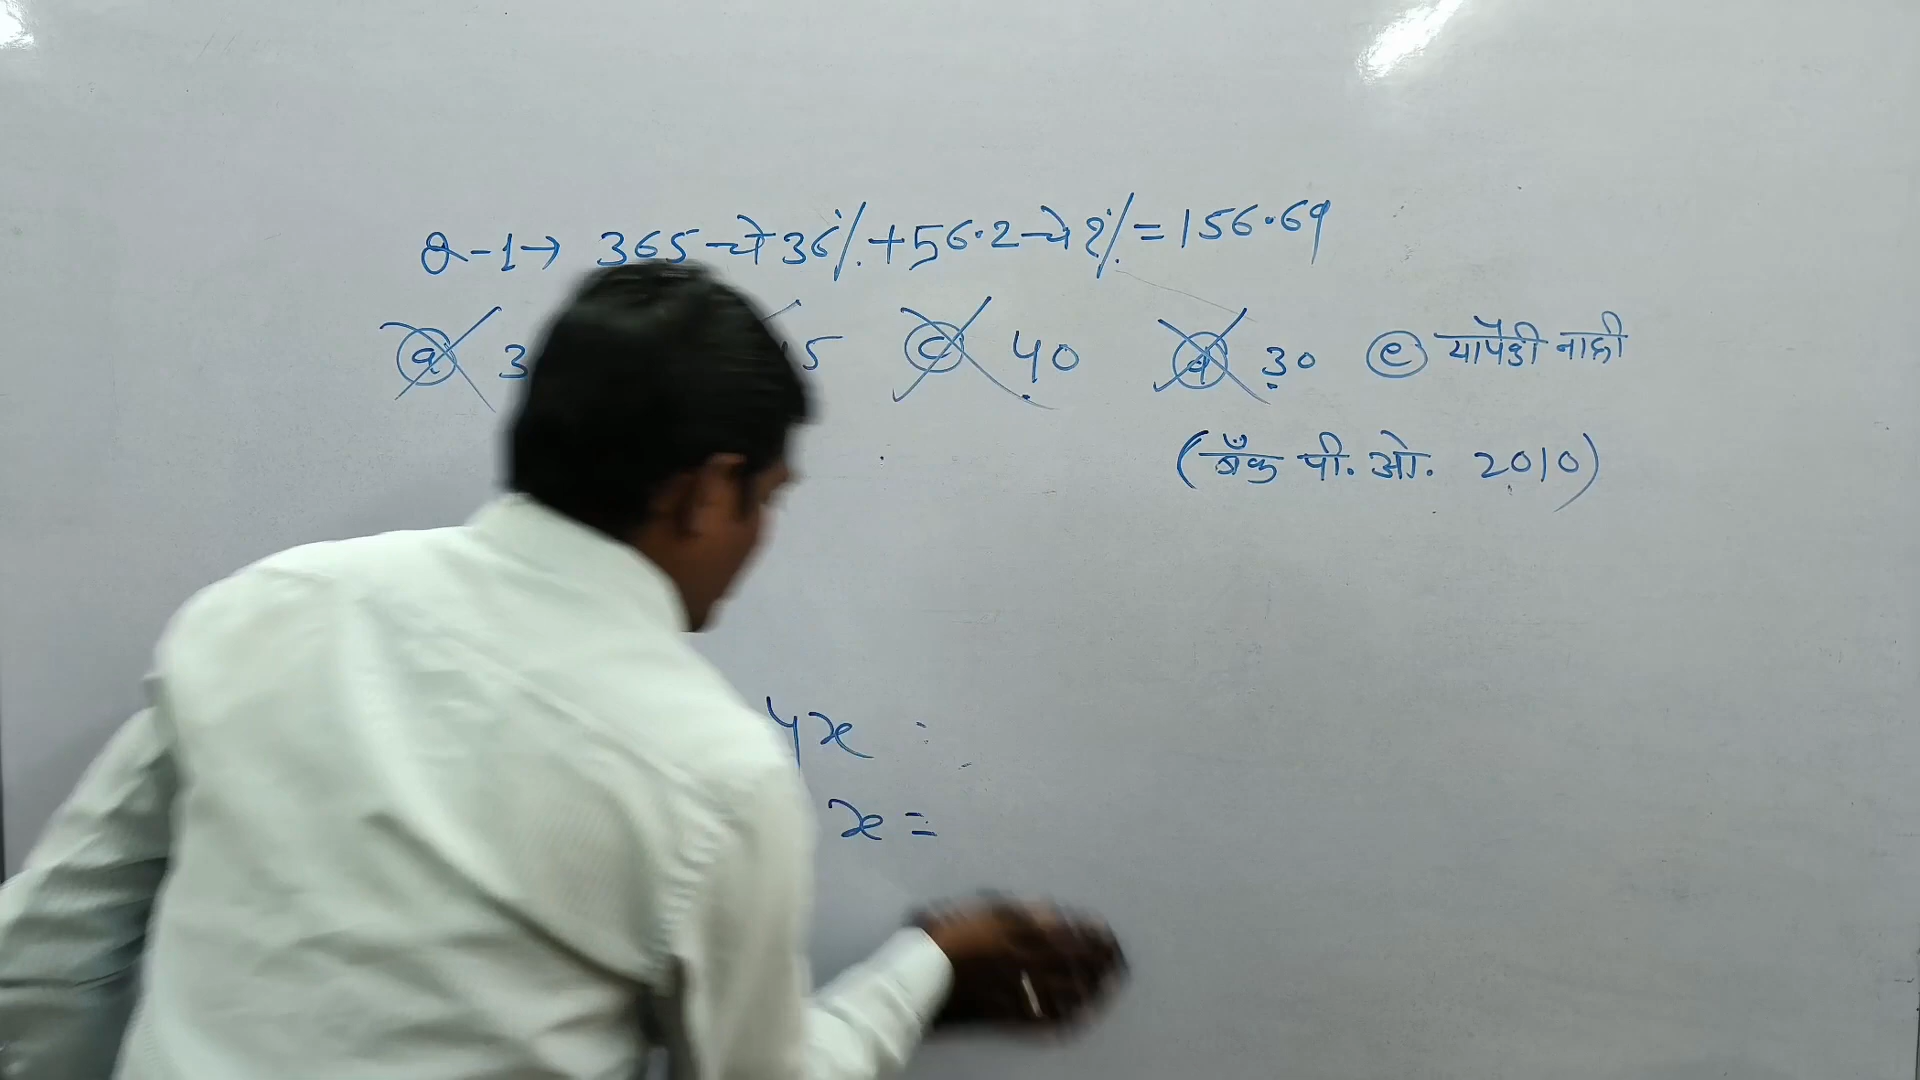 Q-1→ 365-चे 36% + 56.2-चे ?% = 156.69
ⓐ 3 5 ⓒ 40 ⓓ 30 ⓔ यापैकी नाही
(बँक पी. ओ. 2010)
4x =
x =